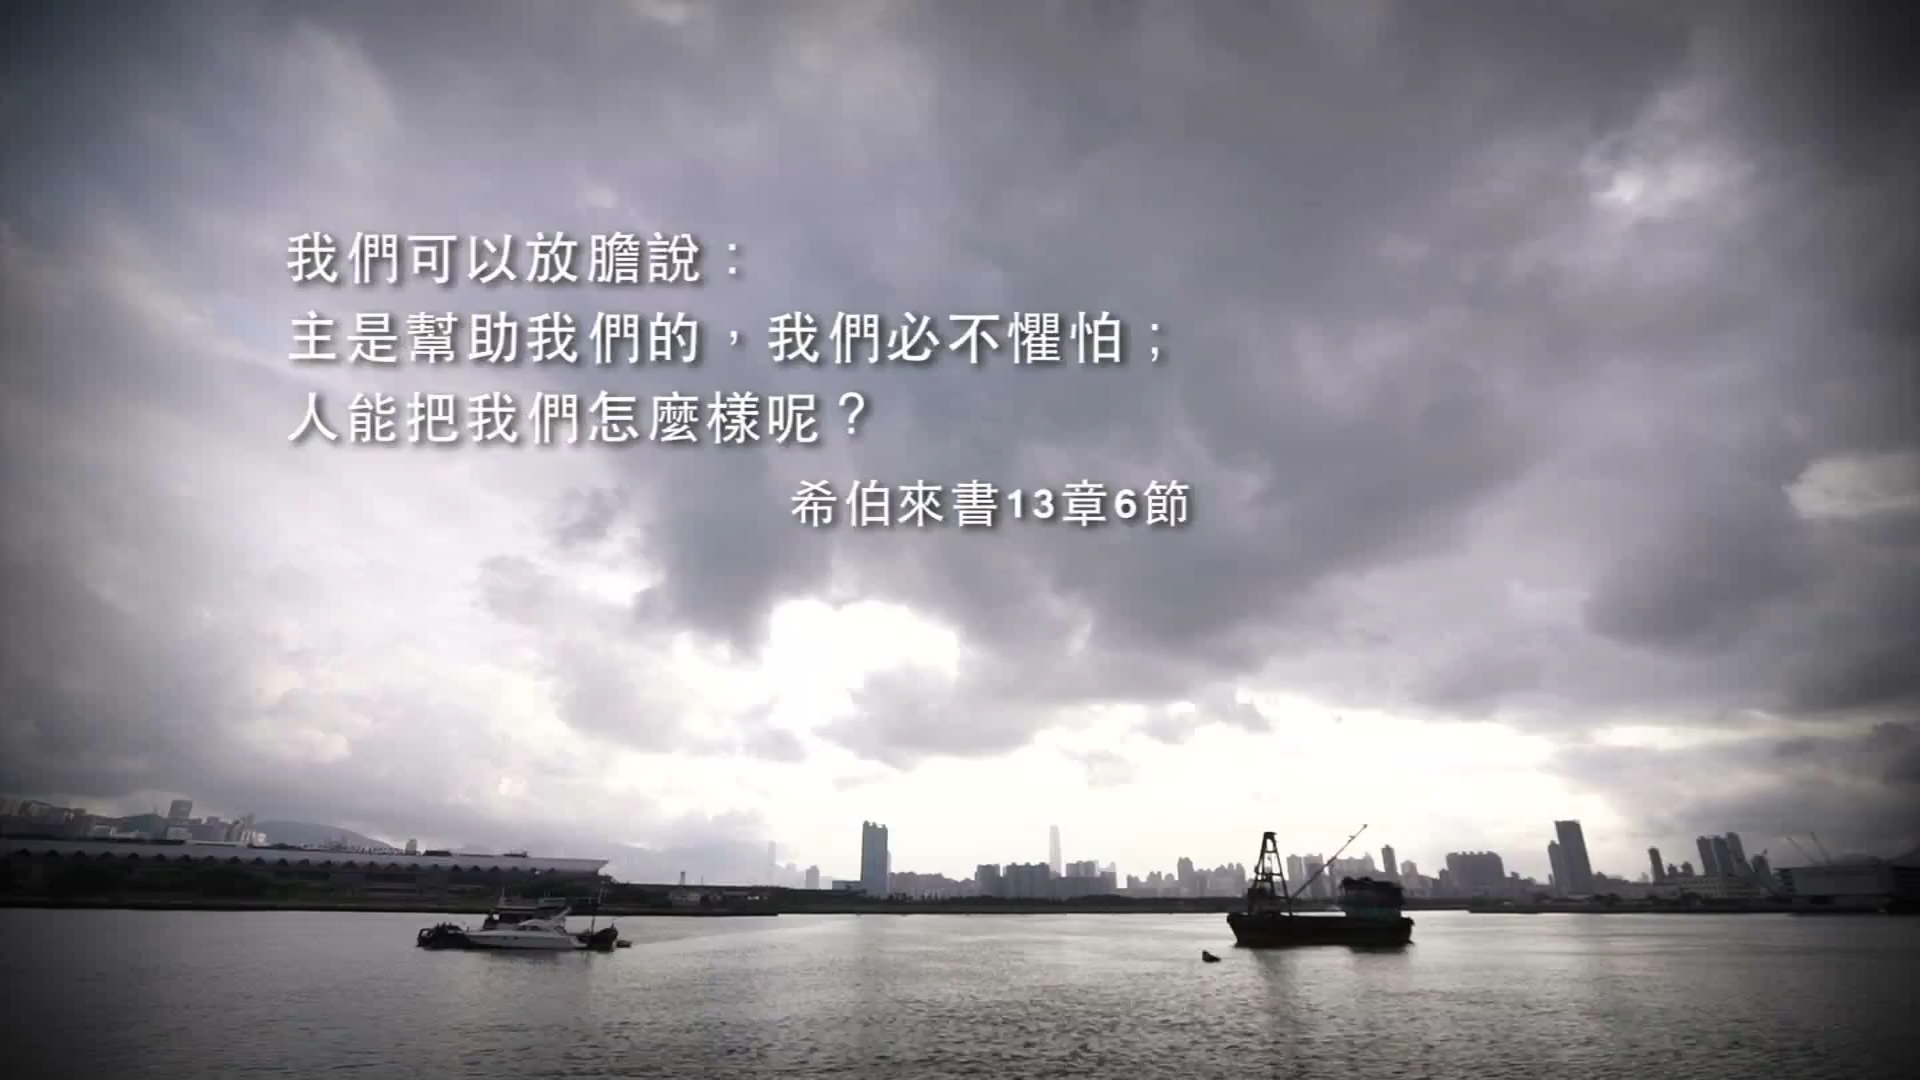 我們可以放膽說：
主是幫助我們的，我們必不懼怕；
人能把我們怎麼樣呢？
希伯來書13章6節